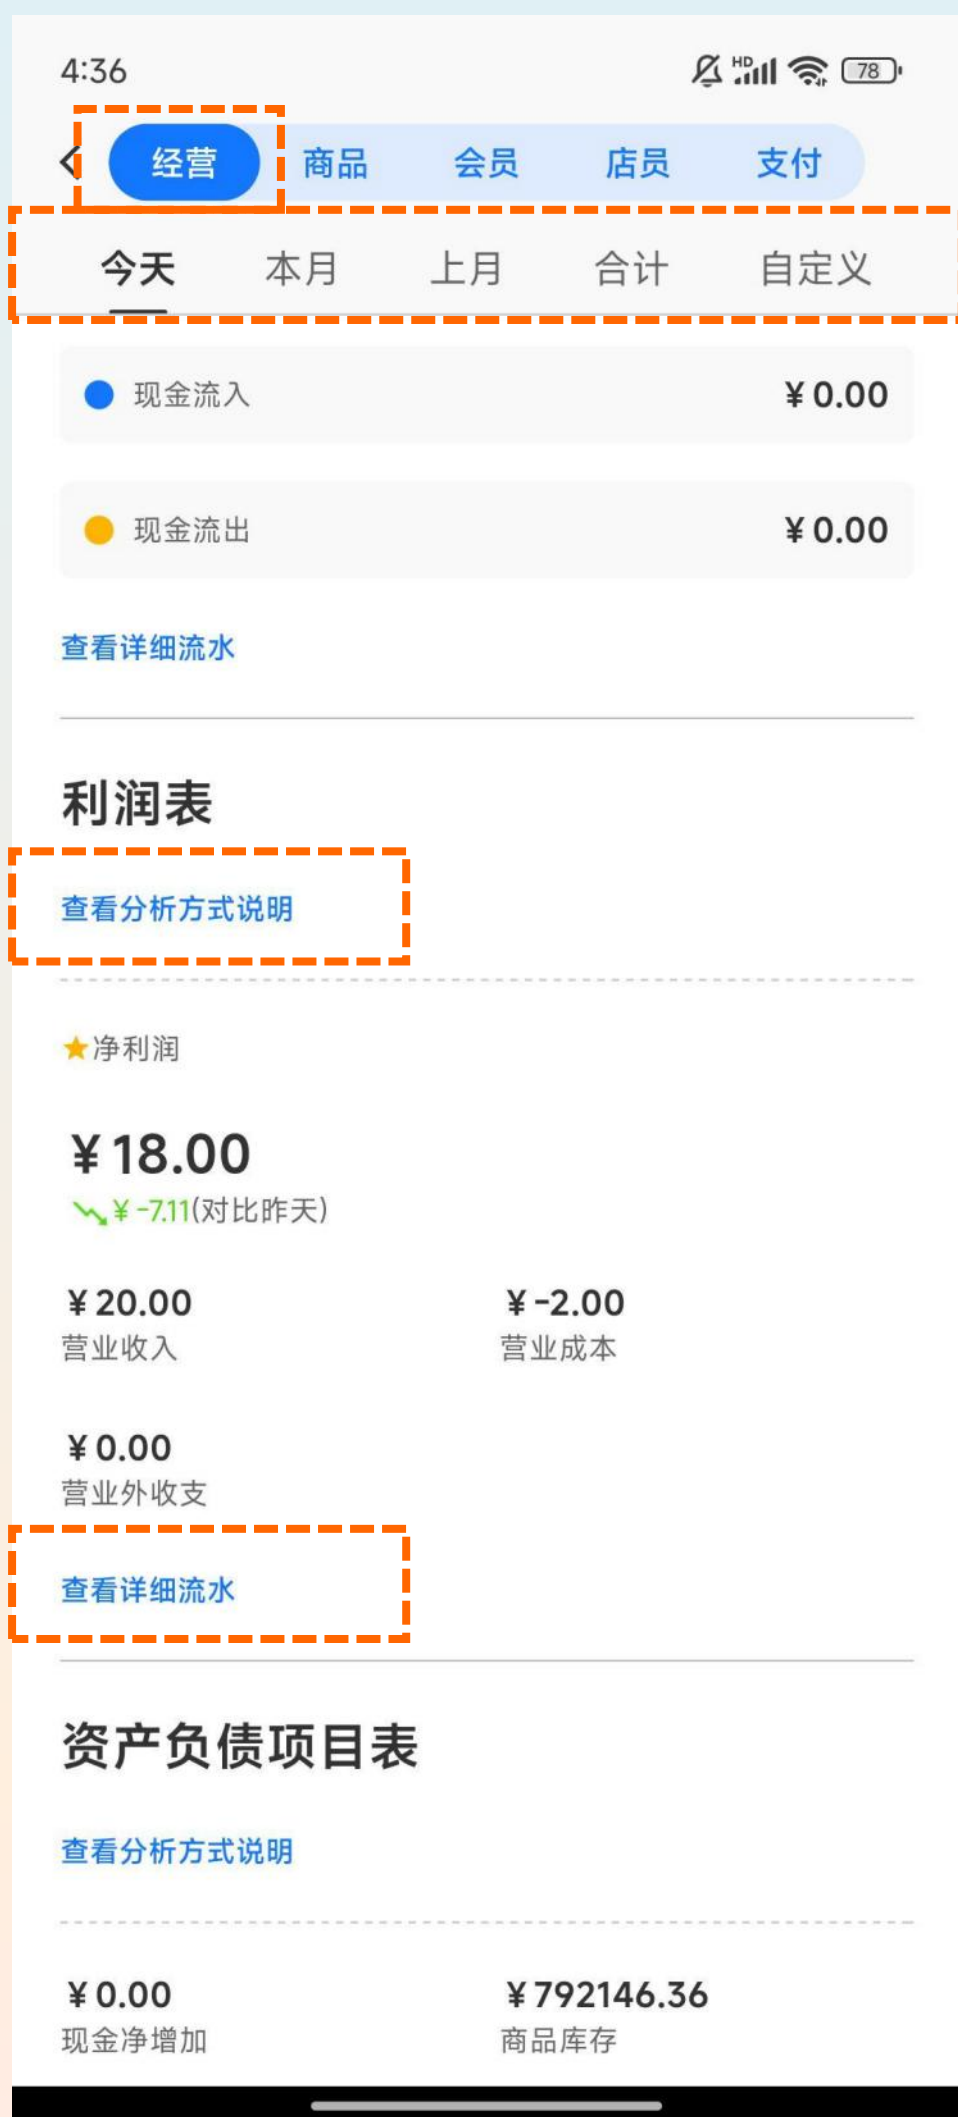 4:36 HD 78
经营 商品 会员 店员 支付
今天 本月 上月 合计 自定义
现金流入 ¥0.00
现金流出 ¥0.00
查看详细流水
利润表
查看分析方式说明
净利润
¥18.00
¥-7.11(对比昨天)
¥20.00 ¥-2.00
营业收入 营业成本
¥0.00
营业外收支
查看详细流水
资产负债项目表
查看分析方式说明
¥0.00 ¥792146.36
现金净增加 商品库存